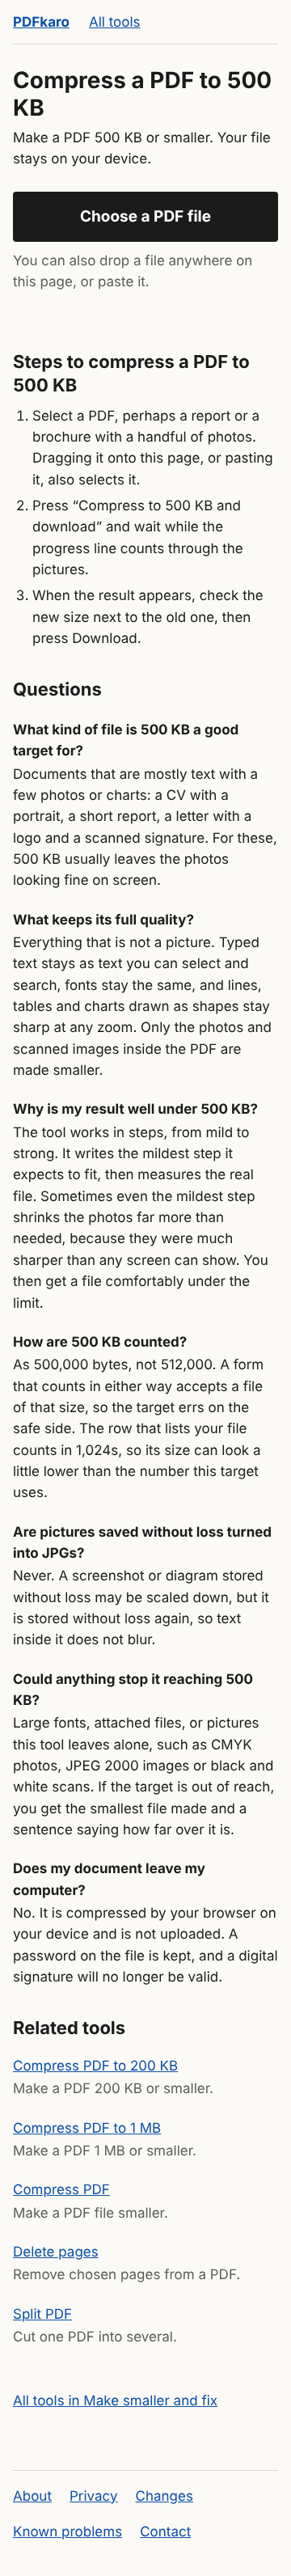 PDFkaro All tools
Compress a PDF to 500
KB
Make a PDF 500 KB or smaller. Your file
stays on your device.
Choose a PDF file
You can also drop a file anywhere on
this page, or paste it.
Steps to compress a PDF to
500 KB
1. Select a PDF, perhaps a report or a
brochure with a handful of photos.
Dragging it onto this page, or pasting
it, also selects it.
2. Press “Compress to 500 KB and
download” and wait while the
progress line counts through the
pictures.
3. When the result appears, check the
new size next to the old one, then
press Download.
Questions
What kind of file is 500 KB a good
target for?
Documents that are mostly text with a
few photos or charts: a CV with a
portrait, a short report, a letter with a
logo and a scanned signature. For these,
500 KB usually leaves the photos
looking fine on screen.
What keeps its full quality?
Everything that is not a picture. Typed
text stays as text you can select and
search, fonts stay the same, and lines,
tables and charts drawn as shapes stay
sharp at any zoom. Only the photos and
scanned images inside the PDF are
made smaller.
Why is my result well under 500 KB?
The tool works in steps, from mild to
strong. It writes the mildest step it
expects to fit, then measures the real
file. Sometimes even the mildest step
shrinks the photos far more than
needed, because they were much
sharper than any screen can show. You
then get a file comfortably under the
limit.
How are 500 KB counted?
As 500,000 bytes, not 512,000. A form
that counts in either way accepts a file
of that size, so the target errs on the
safe side. The row that lists your file
counts in 1,024s, so its size can look a
little lower than the number this target
uses.
Are pictures saved without loss turned
into JPGs?
Never. A screenshot or diagram stored
without loss may be scaled down, but it
is stored without loss again, so text
inside it does not blur.
Could anything stop it reaching 500
KB?
Large fonts, attached files, or pictures
this tool leaves alone, such as CMYK
photos, JPEG 2000 images or black and
white scans. If the target is out of reach,
you get the smallest file made and a
sentence saying how far over it is.
Does my document leave my
computer?
No. It is compressed by your browser on
your device and is not uploaded. A
password on the file is kept, and a digital
signature will no longer be valid.
Related tools
Compress PDF to 200 KB
Make a PDF 200 KB or smaller.
Compress PDF to 1 MB
Make a PDF 1 MB or smaller.
Compress PDF
Make a PDF file smaller.
Delete pages
Remove chosen pages from a PDF.
Split PDF
Cut one PDF into several.
All tools in Make smaller and fix
About Privacy Changes
Known problems Contact